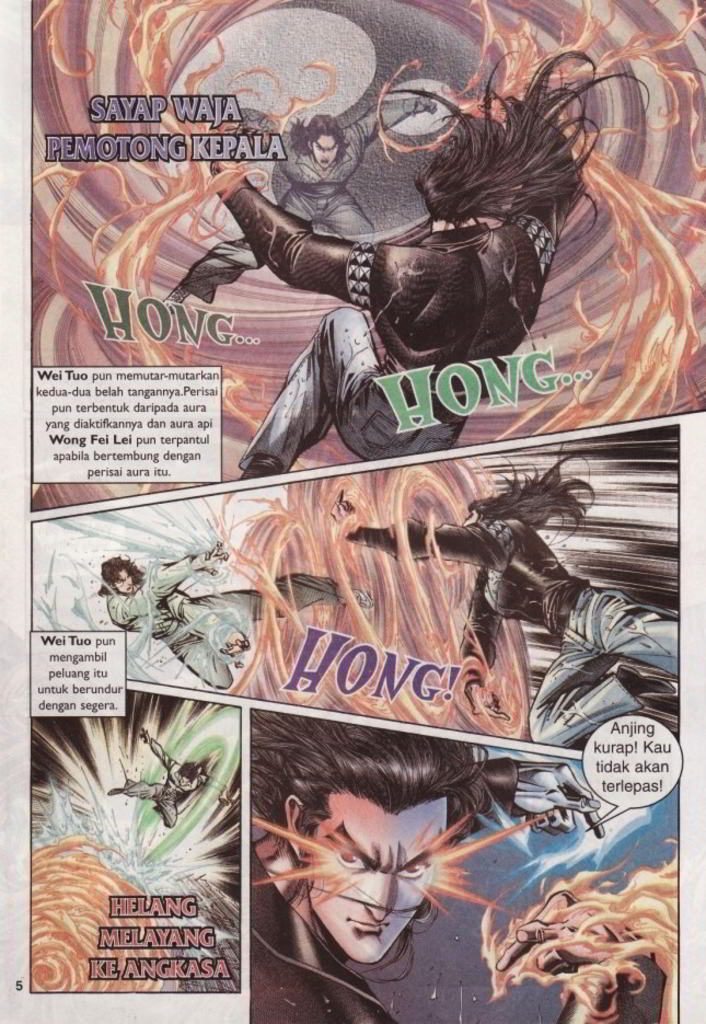 SAYAP WAJA
PEMOTONG KEPALA
HONG...
HONG...
Wei Tuo pun memutar-mutarkan
kedua-dua belah tangannya.Perisai
pun terbentuk daripada aura
yang diaktifkannya dan aura api
Wong Fei Lei pun terpantul
apabila bertembung dengan
perisai aura itu.
HONG!
Wei Tuo pun
mengambil
peluang itu
untuk berundur
dengan segera.
Anjing
kurap! Kau
tidak akan
terlepas!
HELANG
MELAYANG
KE ANGKASA
5